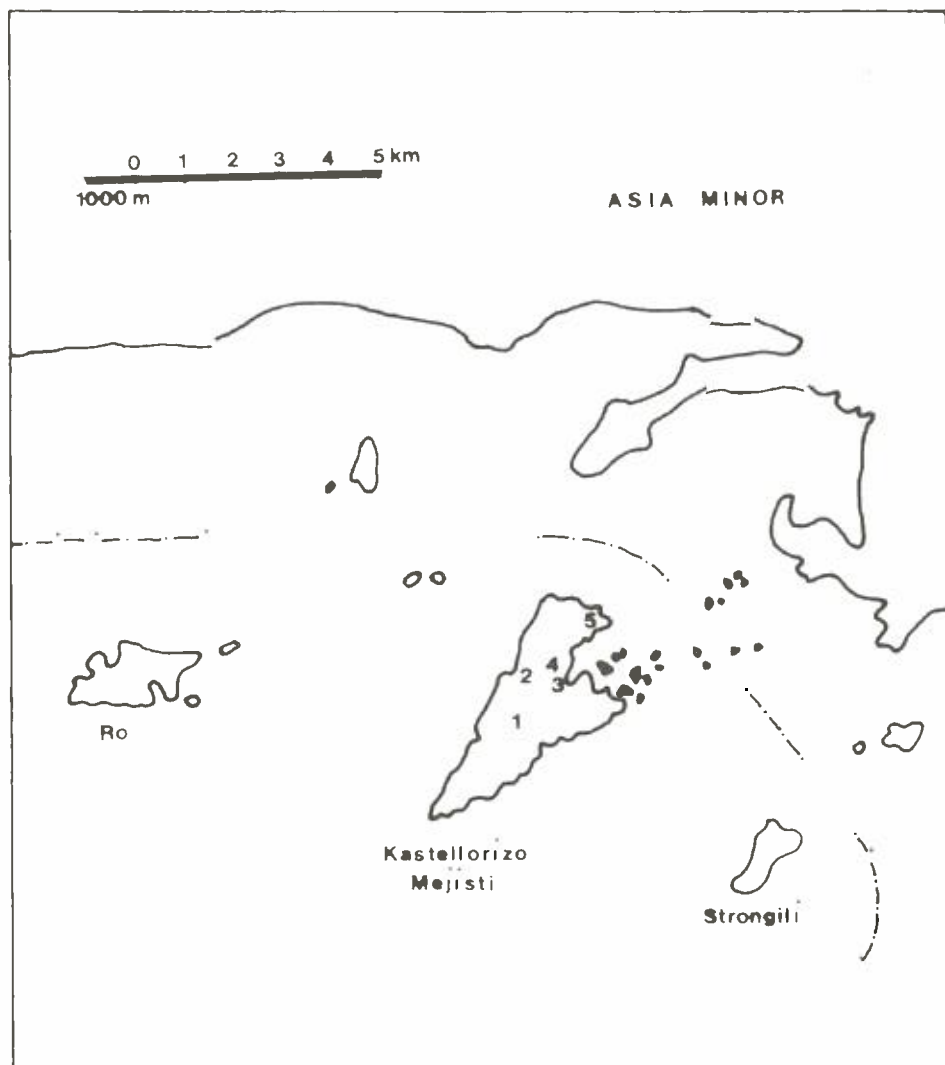 0 1 2 3 4 5 km
1000 m
ASIA MINOR
5
4
2
3
1
Ro
Kastellorizo
Mejisti
Strongili